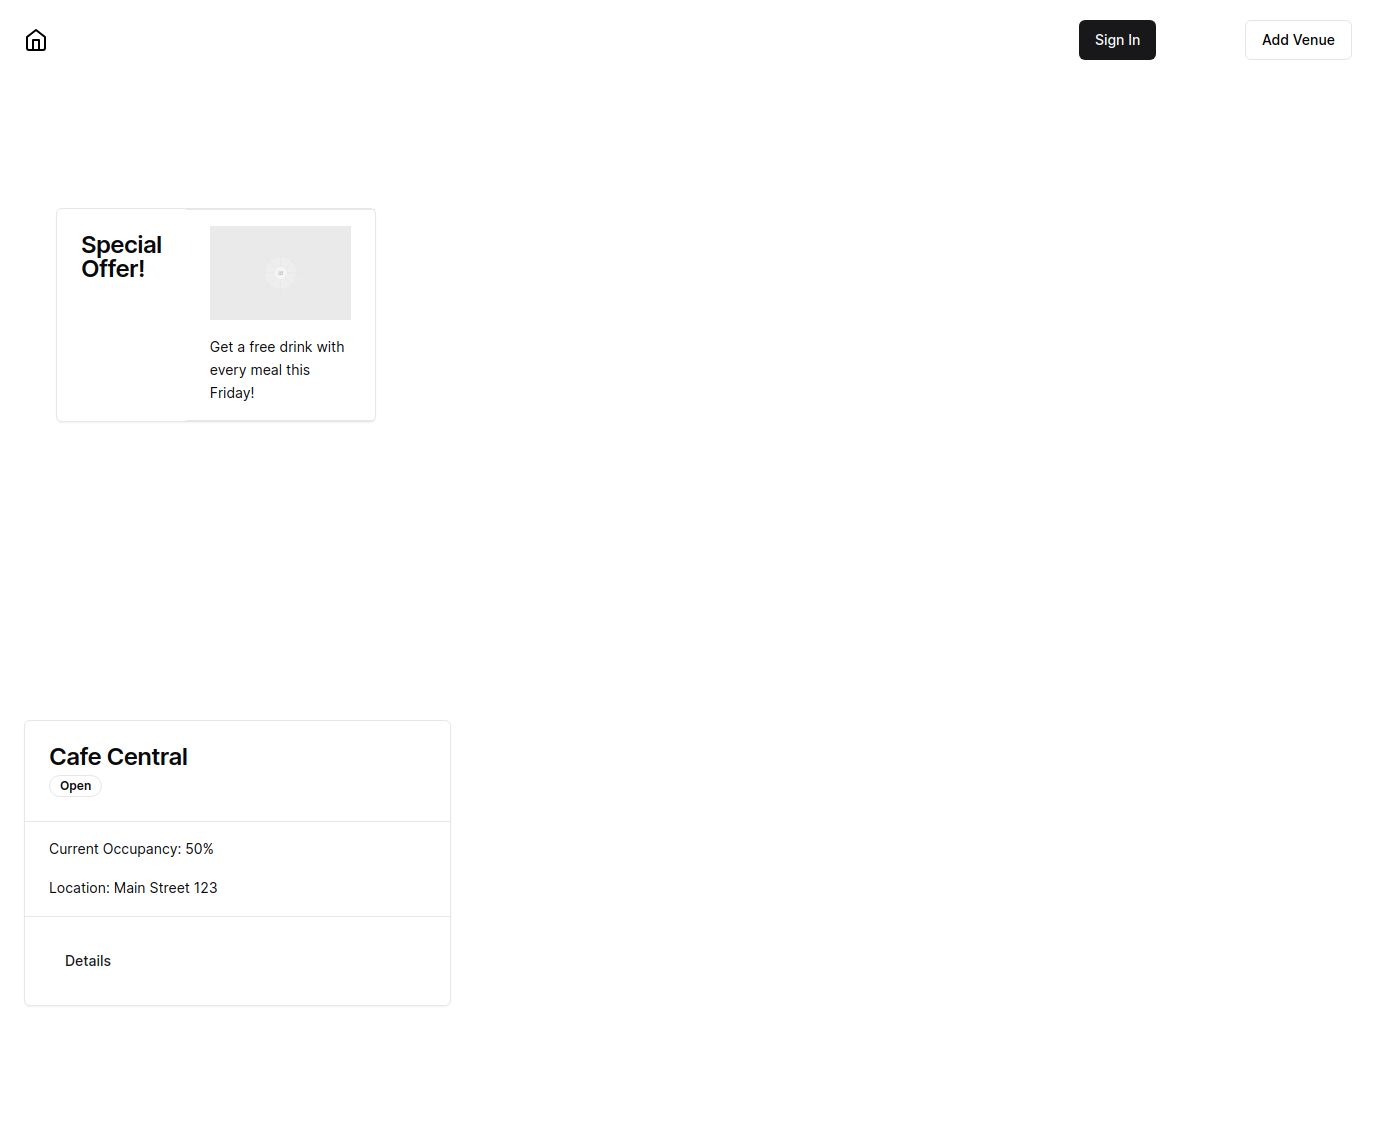 Sign In
Add Venue
Special
Offer!
Get a free drink with
every meal this
Friday!
Cafe Central
Open
Current Occupancy: 50%
Location: Main Street 123
Details